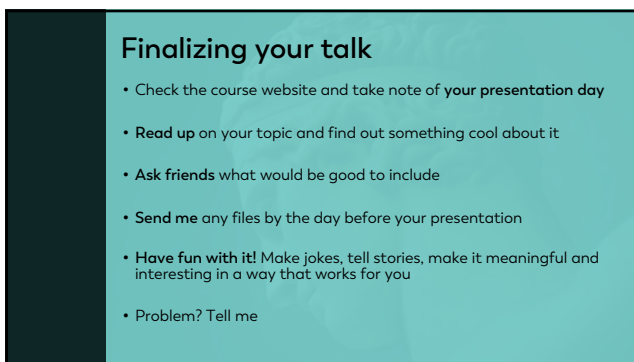 Finalizing your talk
• Check the course website and take note of your presentation day
• Read up on your topic and find out something cool about it
• Ask friends what would be good to include
• Send me any files by the day before your presentation
• Have fun with it! Make jokes, tell stories, make it meaningful and
interesting in a way that works for you
• Problem? Tell me